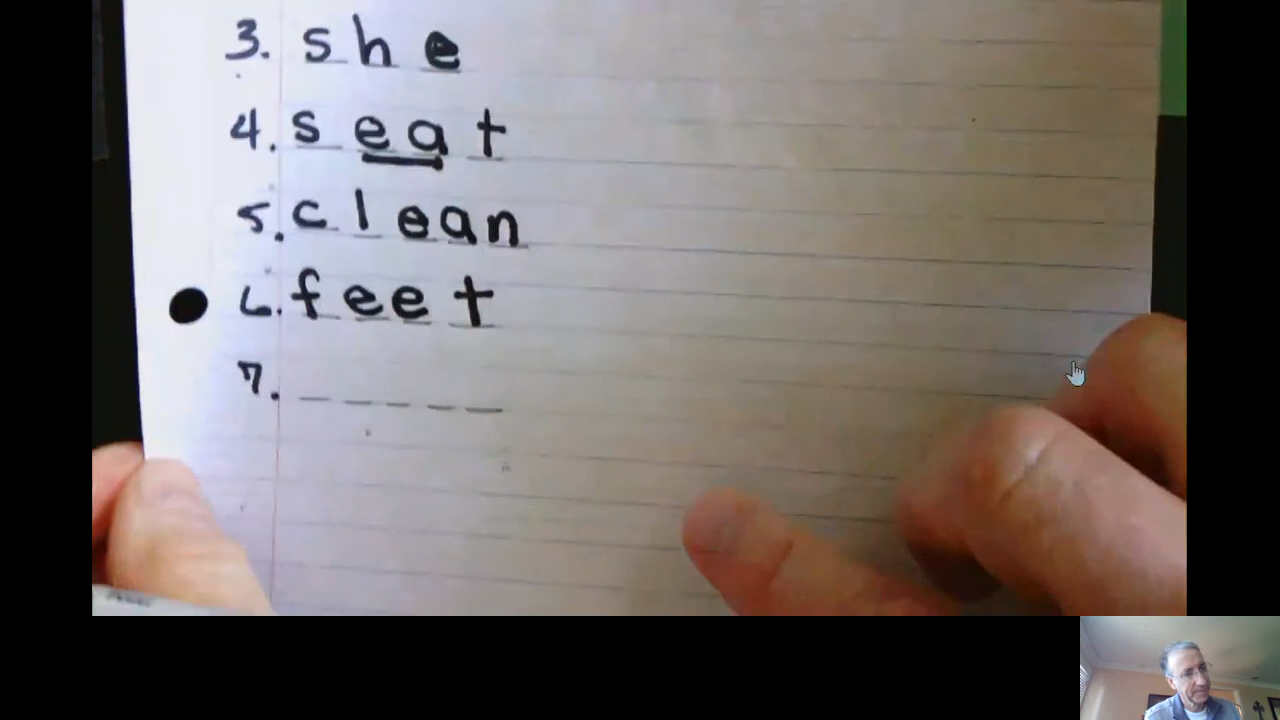 3. she
4. seat
5. clean
6. feet
7. _ _ _ _ _